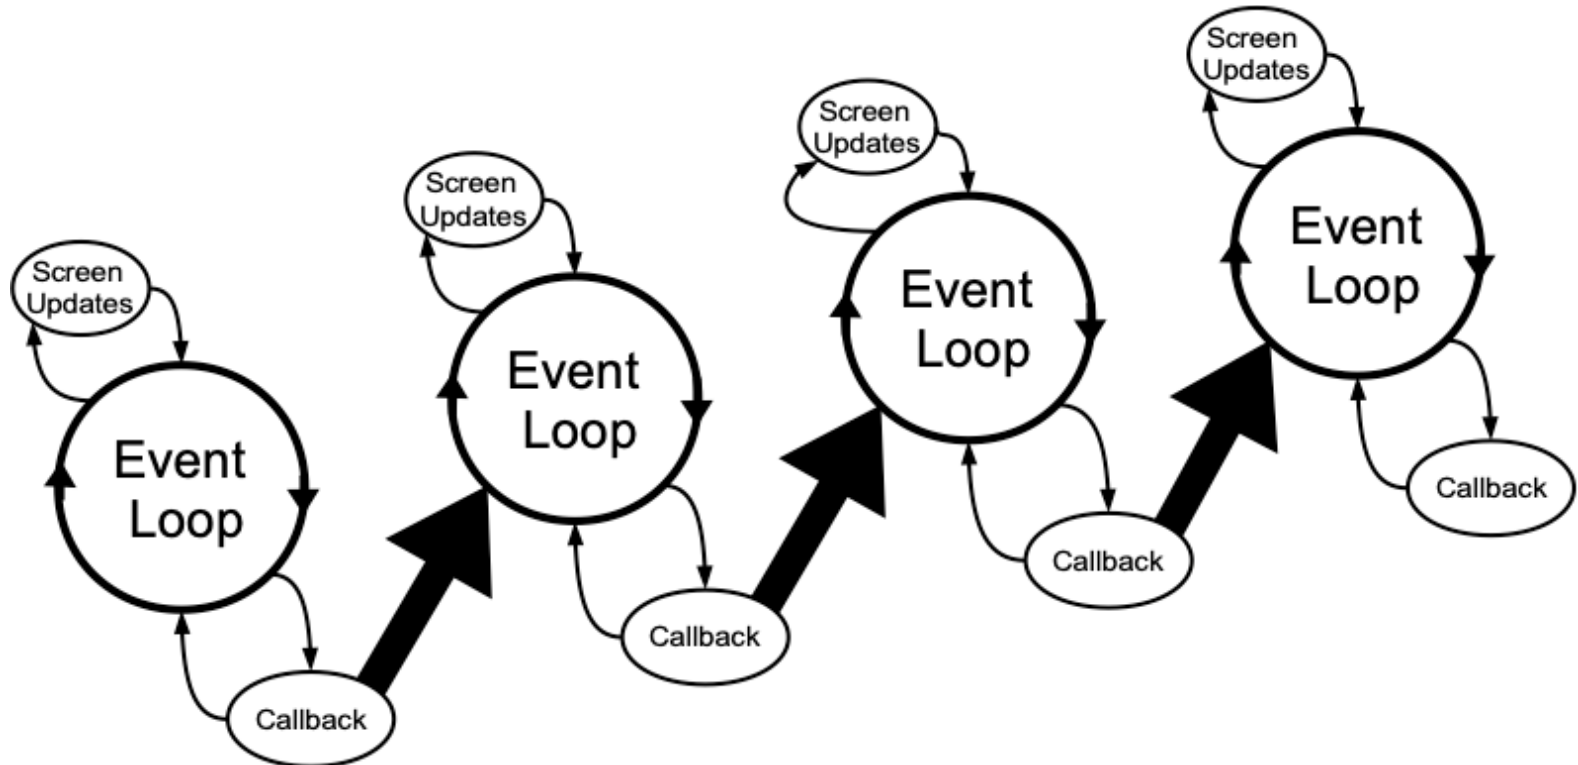 Screen
Updates
Event
Loop
Callback
Screen
Updates
Event
Loop
Callback
Screen
Updates
Event
Loop
Callback
Screen
Updates
Event
Loop
Callback